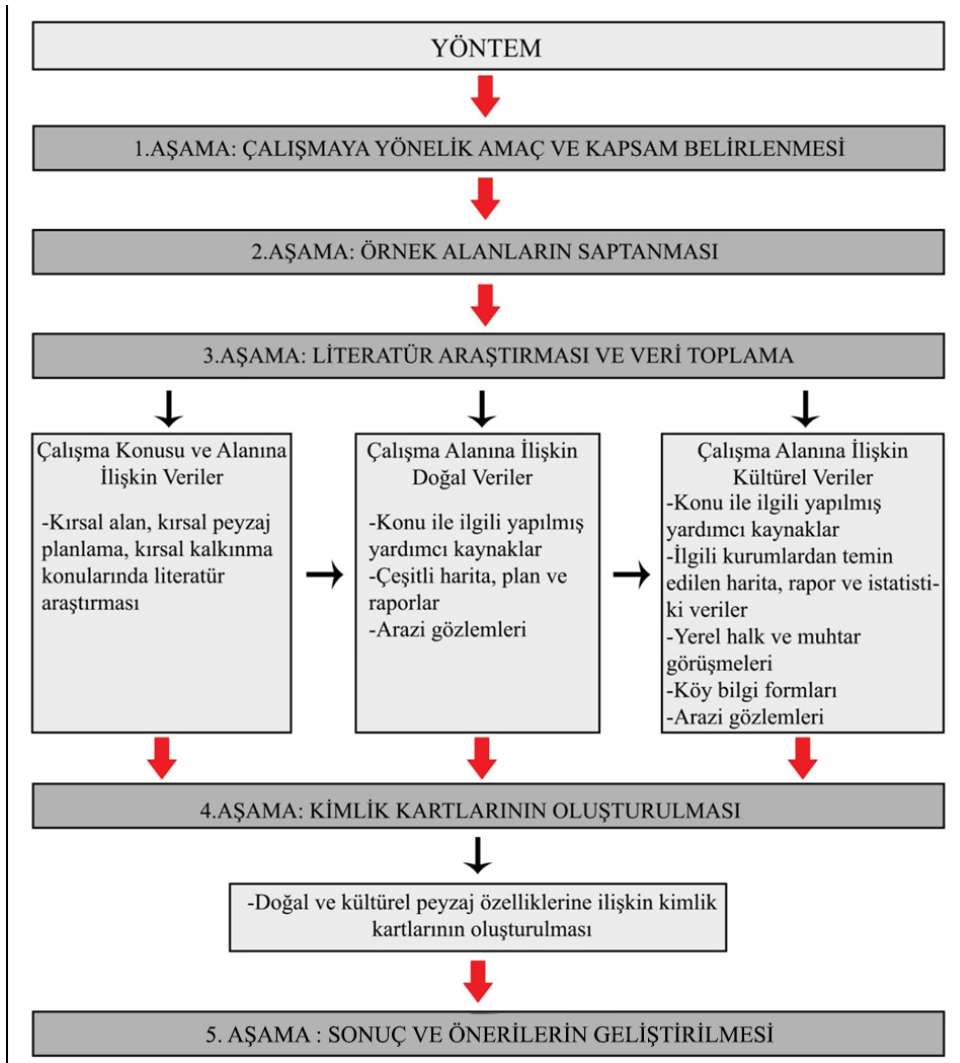 YÖNTEM
1.AŞAMA: ÇALIŞMAYA YÖNELİK AMAÇ VE KAPSAM BELİRLENMESİ
2.AŞAMA: ÖRNEK ALANLARIN SAPTANMASI
3.AŞAMA: LİTERATÜR ARAŞTIRMASI VE VERİ TOPLAMA
Çalışma Konusu ve Alanına
İlişkin Veriler
-Kırsal alan, kırsal peyzaj
planlama, kırsal kalkınma
konularında literatür
araştırması
Çalışma Alanına İlişkin
Doğal Veriler
-Konu ile ilgili yapılmış
yardımcı kaynaklar
-Çeşitli harita, plan ve
raporlar
-Arazi gözlemleri
Çalışma Alanına İlişkin
Kültürel Veriler
-Konu ile ilgili yapılmış
yardımcı kaynaklar
-İlgili kurumlardan temin
edilen harita, rapor ve istatisti-
ki veriler
-Yerel halk ve muhtar
görüşmeleri
-Köy bilgi formları
-Arazi gözlemleri
4.AŞAMA: KİMLİK KARTLARININ OLUŞTURULMASI
-Doğal ve kültürel peyzaj özelliklerine ilişkin kimlik
kartlarının oluşturulması
5. AŞAMA : SONUÇ VE ÖNERİLERİN GELİŞTİRİLMESİ